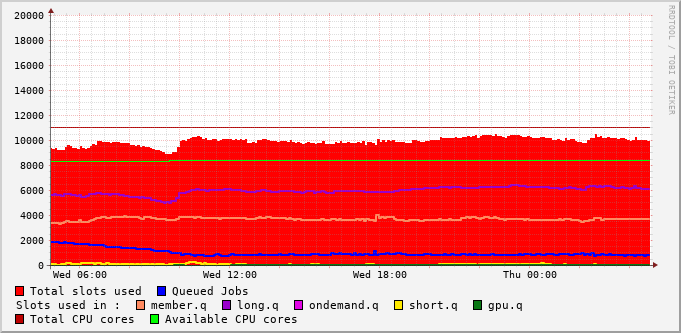 RRDTOOL / TOBI OETIKER
20000
18000
16000
14000
12000
10000
8000
6000
4000
2000
0
Wed 06:00 Wed 12:00 Wed 18:00 Thu 00:00
Total slots used Queued Jobs
Slots used in : member.q long.q ondemand.q short.q gpu.q
Total CPU cores Available CPU cores